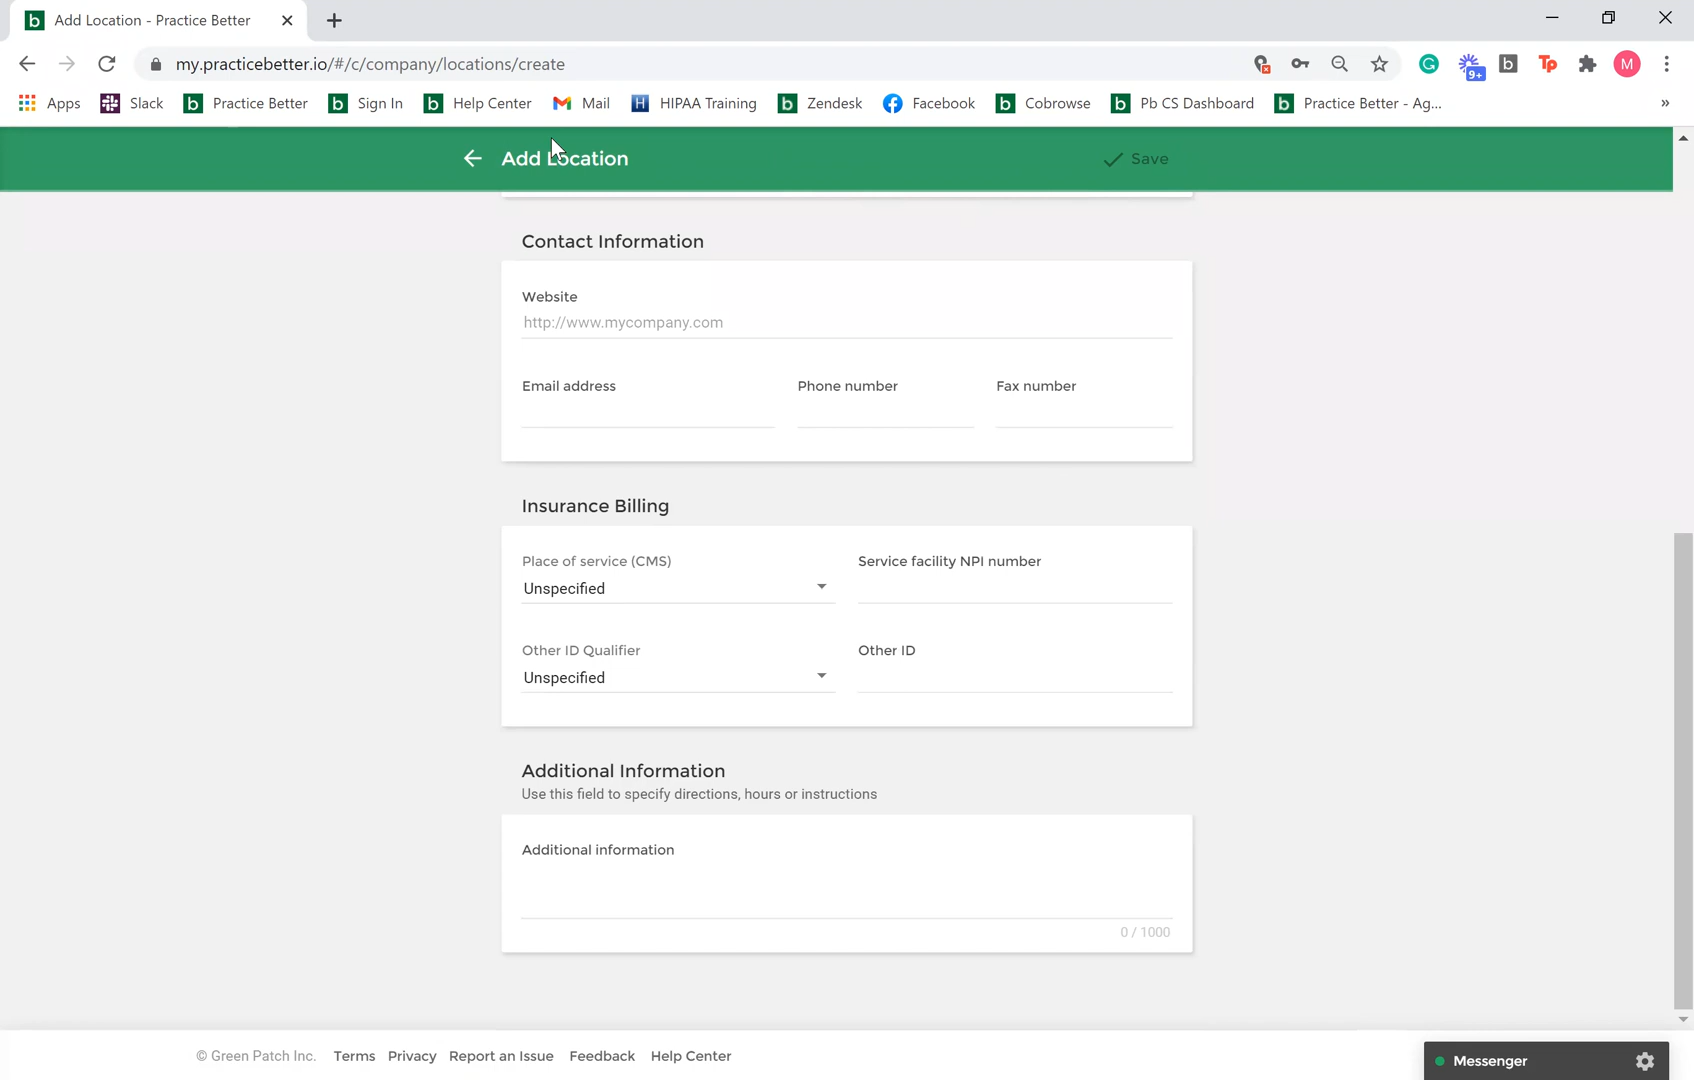 b Add Location - Practice Better
my.practicebetter.io/#/c/company/locations/create
G 9+ b Tp M
Apps Slack b Practice Better b Sign In b Help Center Mail H HIPAA Training b Zendesk Facebook b Cobrowse b Pb CS Dashboard b Practice Better - Ag... »
Add Location Save
Contact Information
Website
http://www.mycompany.com
Email address Phone number Fax number
Insurance Billing
Place of service (CMS) Service facility NPI number
Unspecified
Other ID Qualifier Other ID
Unspecified
Additional Information
Use this field to specify directions, hours or instructions
Additional information
0 / 1000
© Green Patch Inc. Terms Privacy Report an Issue Feedback Help Center
Messenger